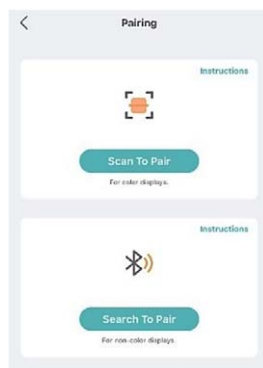 Pairing
Instructions
Scan To Pair
For color displays.
Instructions
Search To Pair
For non-color displays.